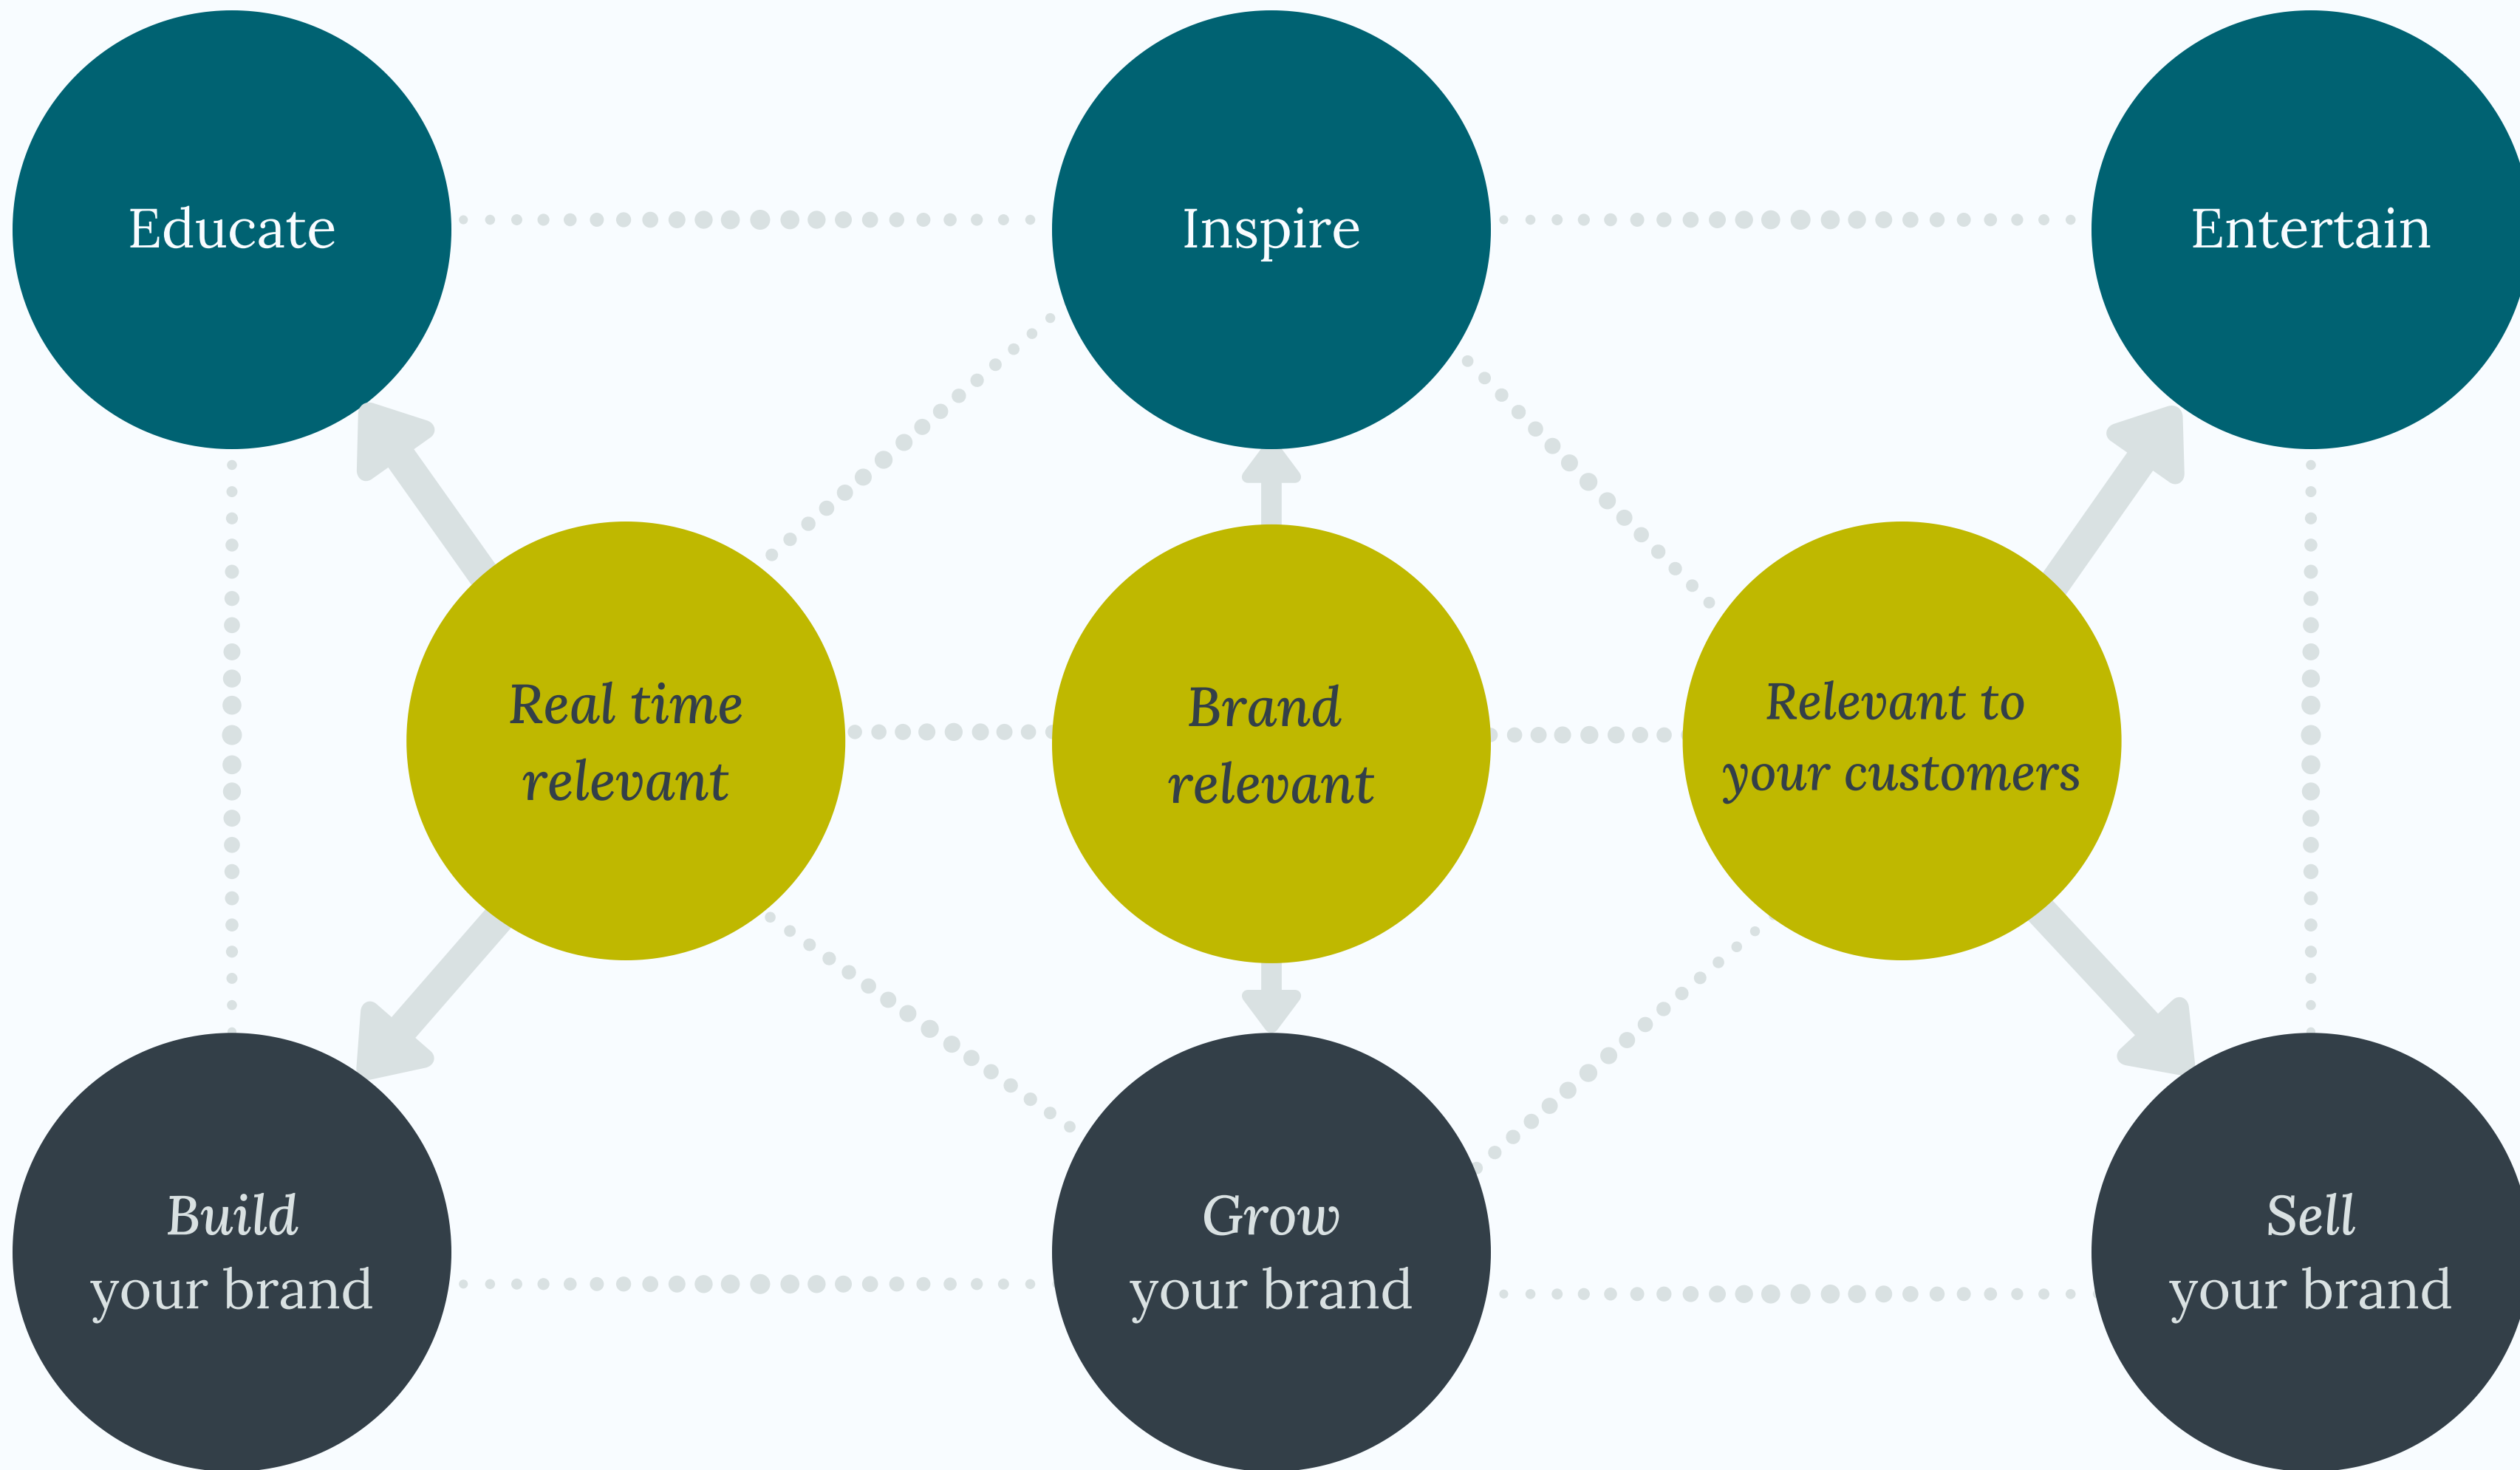 Educate
Inspire
Entertain
Real time
relevant
Brand
relevant
Relevant to
your customers
Build
your brand
Grow
your brand
Sell
your brand